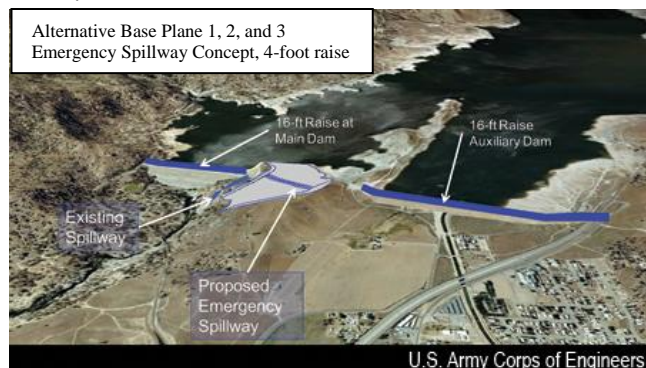 Alternative Base Plane 1, 2, and 3
Emergency Spillway Concept, 4-foot raise
16-ft Raise at
Main Dam
16-ft Raise
Auxiliary Dam
Existing
Spillway
Proposed
Emergency
Spillway
U.S. Army Corps of Engineers